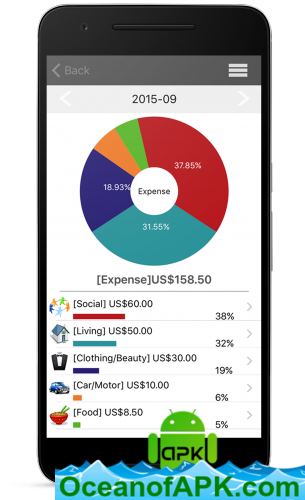 Back
2015-09
37.85%
18.93%
Expense
31.55%
[Expense]US$158.50
[Social] US$60.00
38%
[Living] US$50.00
32%
[Clothing/Beauty] US$30.00
19%
[Car/Motor] US$10.00
6%
[Food] US$8.50
5%
apk
OceanofAPK.com